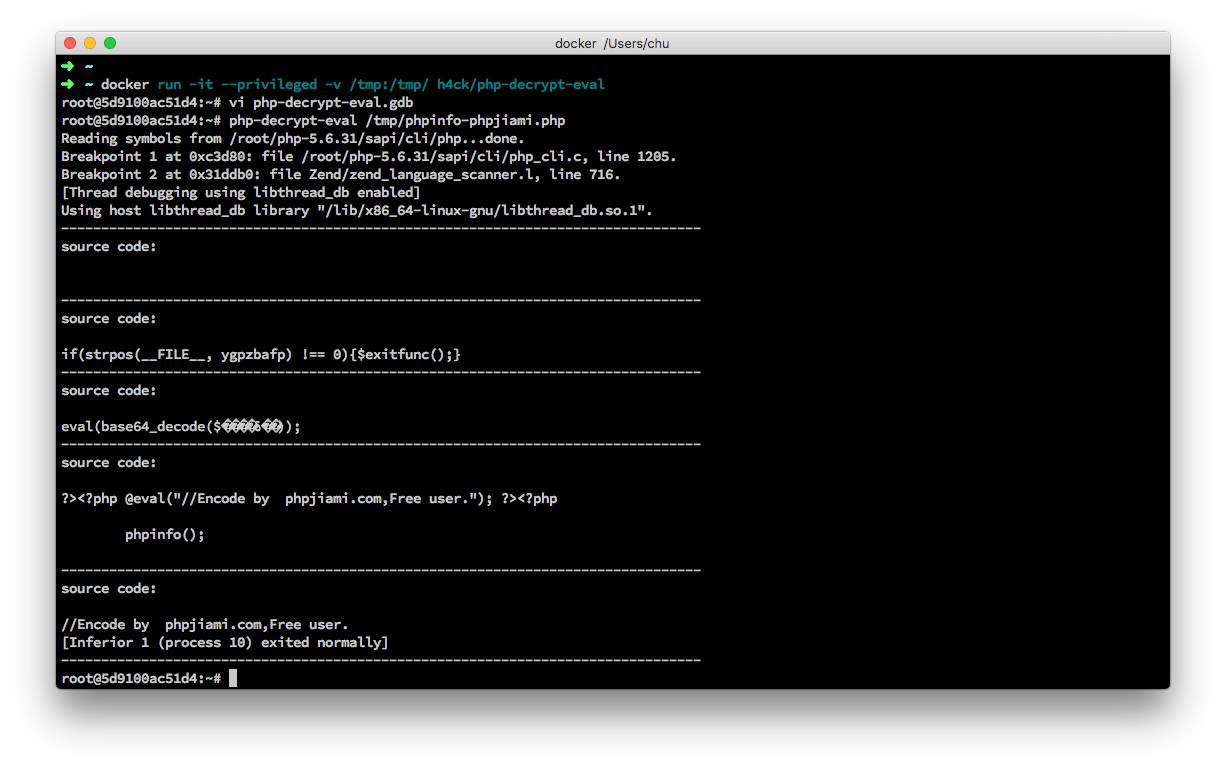 docker /Users/chu
➜ ~
➜ ~ docker run -it --privileged -v /tmp:/tmp/ h4ck/php-decrypt-eval
root@5d9100ac51d4:~# vi php-decrypt-eval.gdb
root@5d9100ac51d4:~# php-decrypt-eval /tmp/phpinfo-phpjiami.php
Reading symbols from /root/php-5.6.31/sapi/cli/php...done.
Breakpoint 1 at 0xc3d80: file /root/php-5.6.31/sapi/cli/php_cli.c, line 1205.
Breakpoint 2 at 0x31ddb0: file Zend/zend_language_scanner.l, line 716.
[Thread debugging using libthread_db enabled]
Using host libthread_db library "/lib/x86_64-linux-gnu/libthread_db.so.1".
--------------------------------------------------------------------------------
source code:
--------------------------------------------------------------------------------
source code:
if(strpos(__FILE__, ygpzbafp) !== 0){$exitfunc();}
--------------------------------------------------------------------------------
source code:
eval(base64_decode($));
--------------------------------------------------------------------------------
source code:
?><?php @eval("//Encode by  phpjiami.com,Free user."); ?><?php
phpinfo();
--------------------------------------------------------------------------------
source code:
//Encode by  phpjiami.com,Free user.
[Inferior 1 (process 10) exited normally]
--------------------------------------------------------------------------------
root@5d9100ac51d4:~#